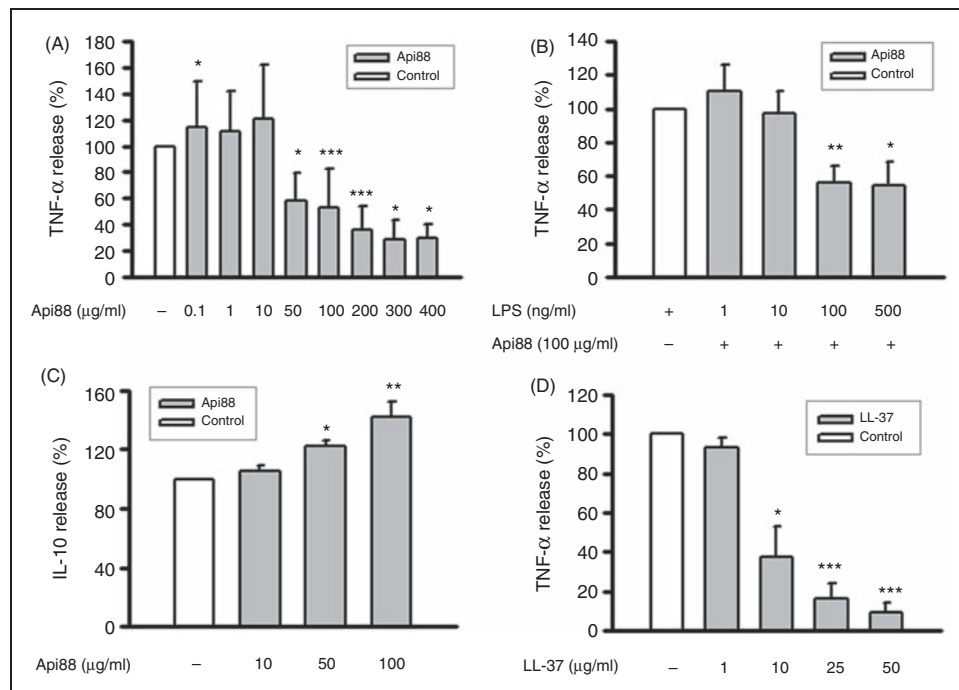 (A)
180
160
140
120
100
80
60
40
20
0
TNF-α release (%)
Api88
Control
*
*
***
***
*
*
Api88 (μg/ml) – 0.1 1 10 50 100 200 300 400
(B)
140
120
100
80
60
40
20
0
TNF-α release (%)
Api88
Control
**
*
LPS (ng/ml) + 1 10 100 500
Api88 (100 μg/ml) – + + + +
(C)
160
120
80
40
0
IL-10 release (%)
Api88
Control
*
**
Api88 (μg/ml) – 10 50 100
(D)
120
100
80
60
40
20
0
TNF-α release (%)
LL-37
Control
*
***
***
LL-37 (μg/ml) – 1 10 25 50